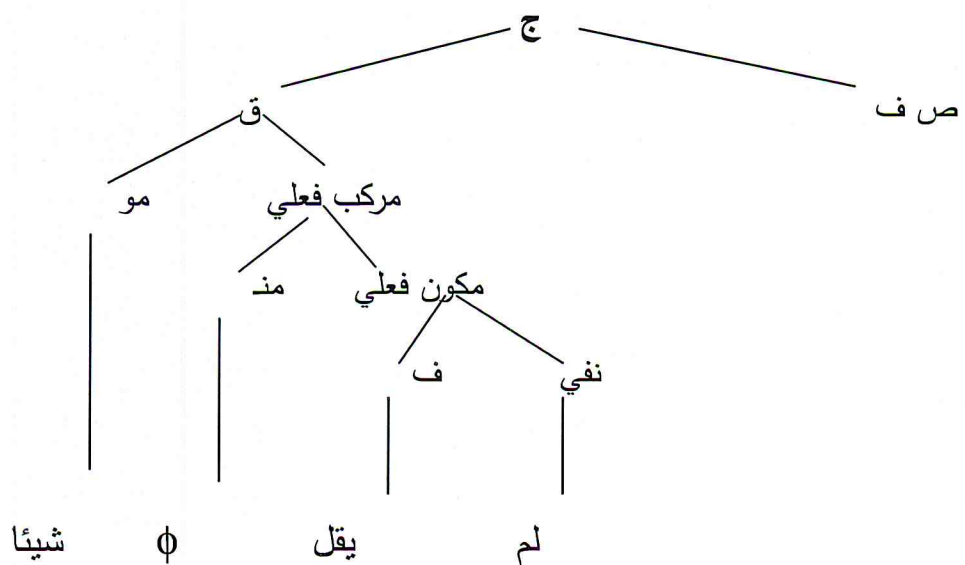 ج
ص ف ق
مركب فعلي مو
مكون فعلي منـ
نفي ف
لم يقل ϕ شيئا